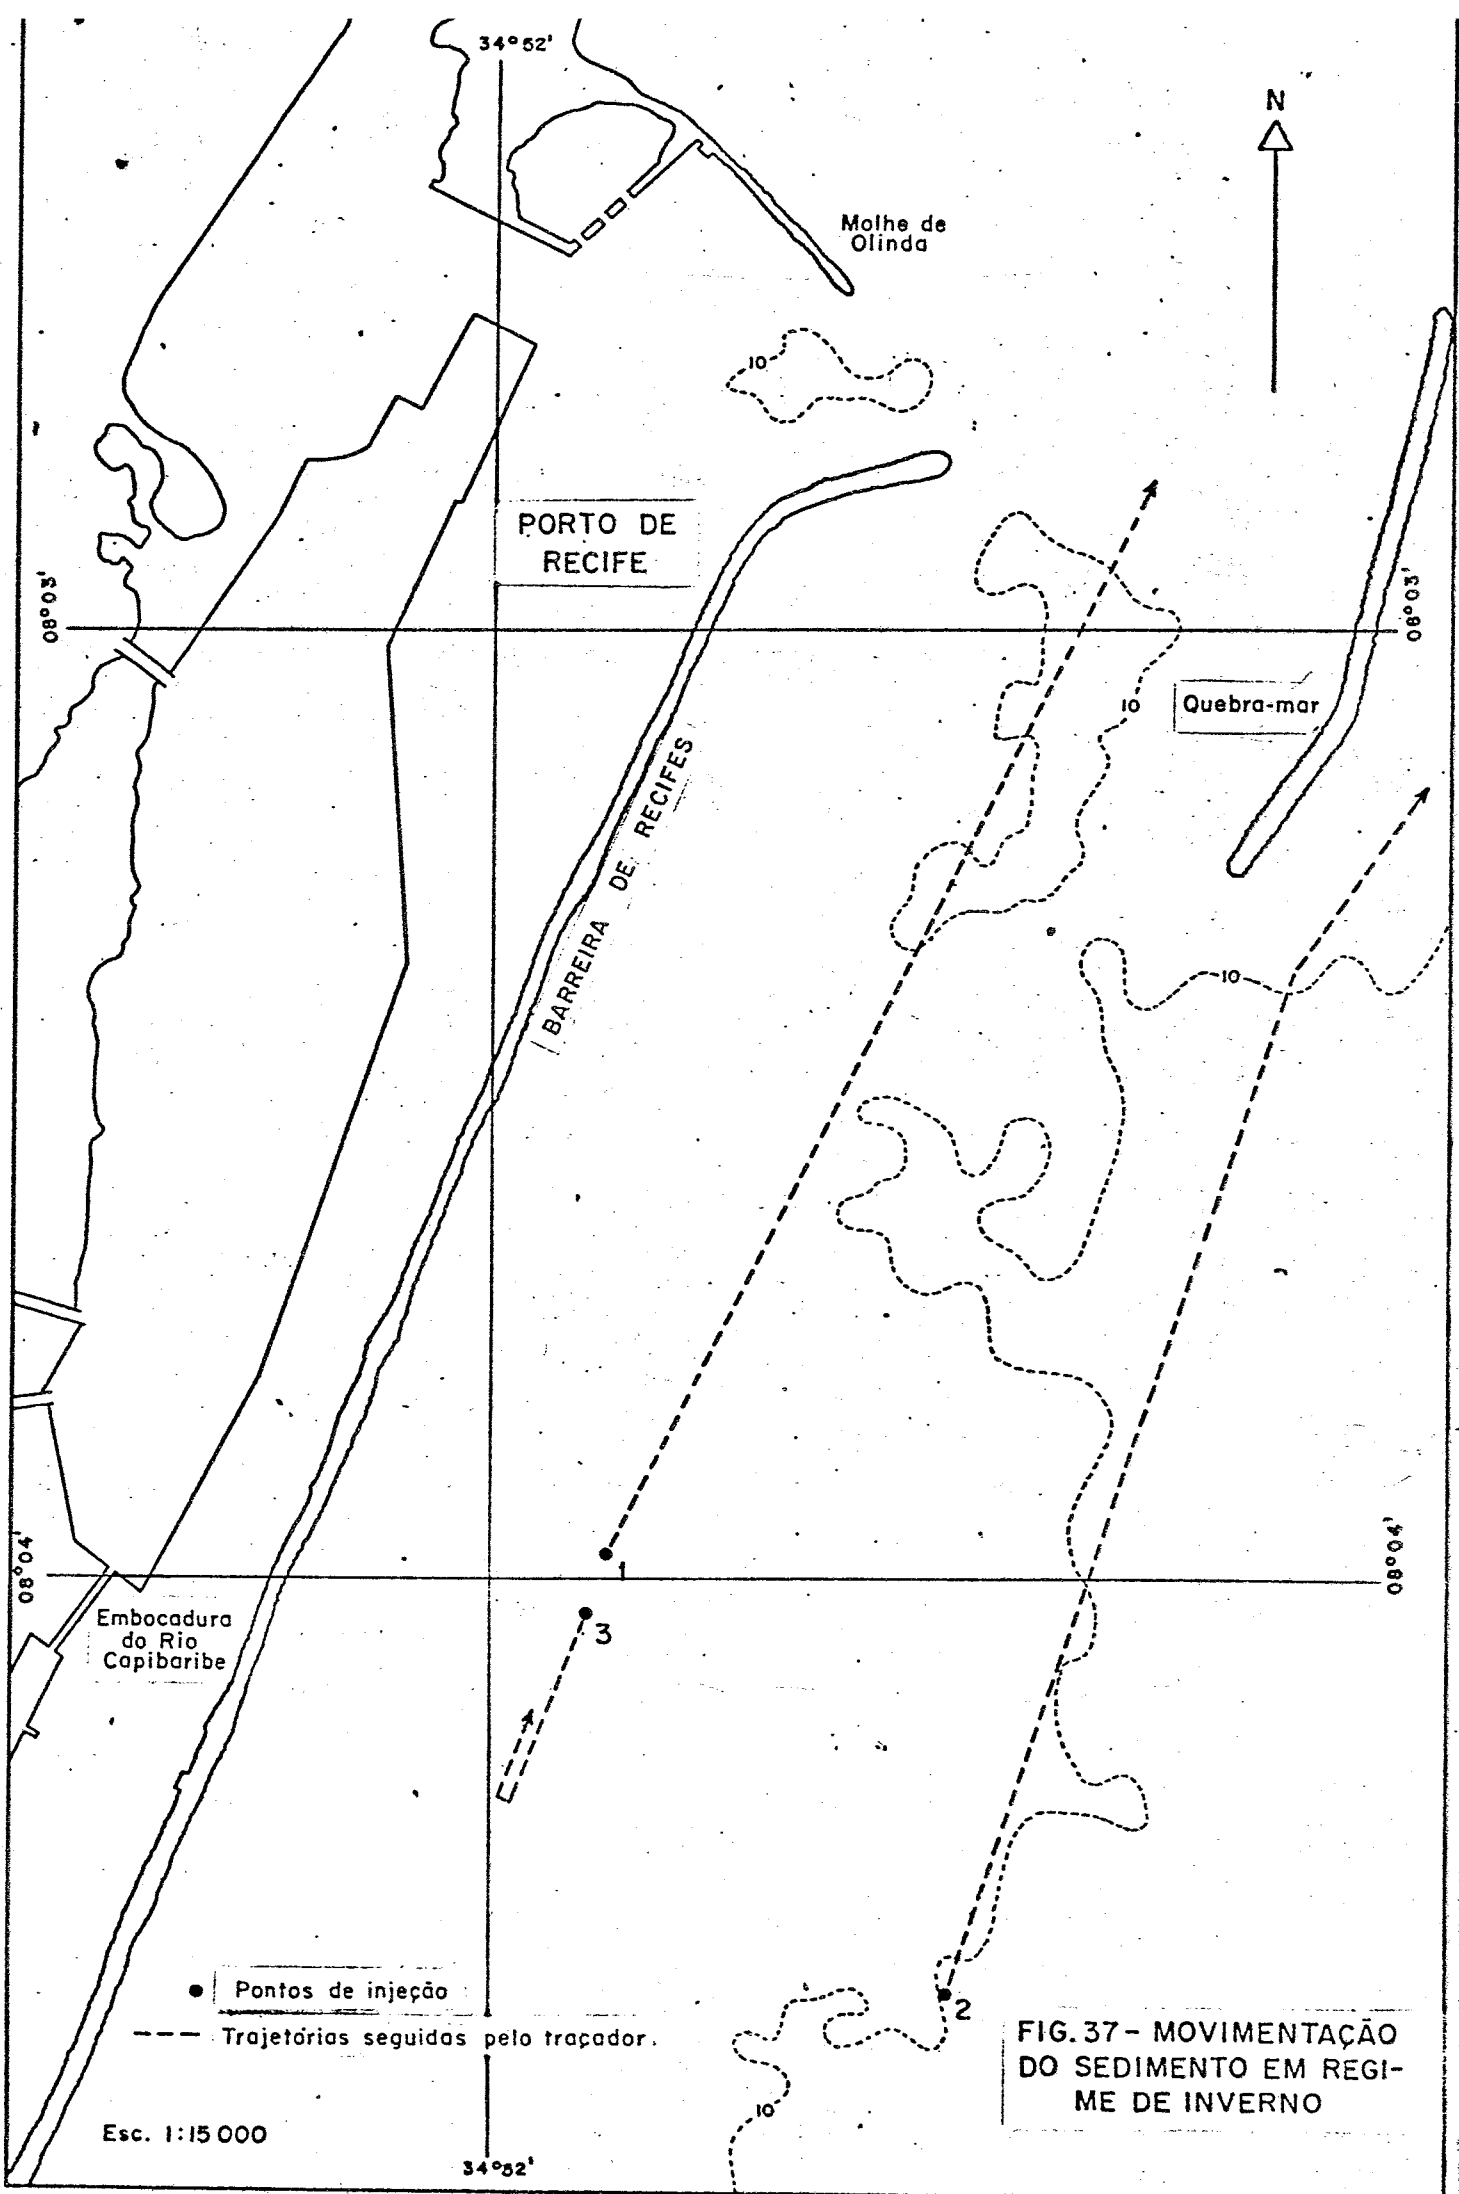 34°52'
N
Molhe de
Olinda
10
PORTO DE
RECIFE
08°03'
08°03'
10
Quebra-mar
BARREIRA DE RECIFES
10
1
08°04'
08°04'
Embocadura
do Rio
Capibaribe
3
Pontos de injeção
2
Trajetórias seguidas pelo traçador.
FIG. 37 - MOVIMENTAÇÃO
DO SEDIMENTO EM REGI-
ME DE INVERNO
10
Esc. 1:15 000
34°52'